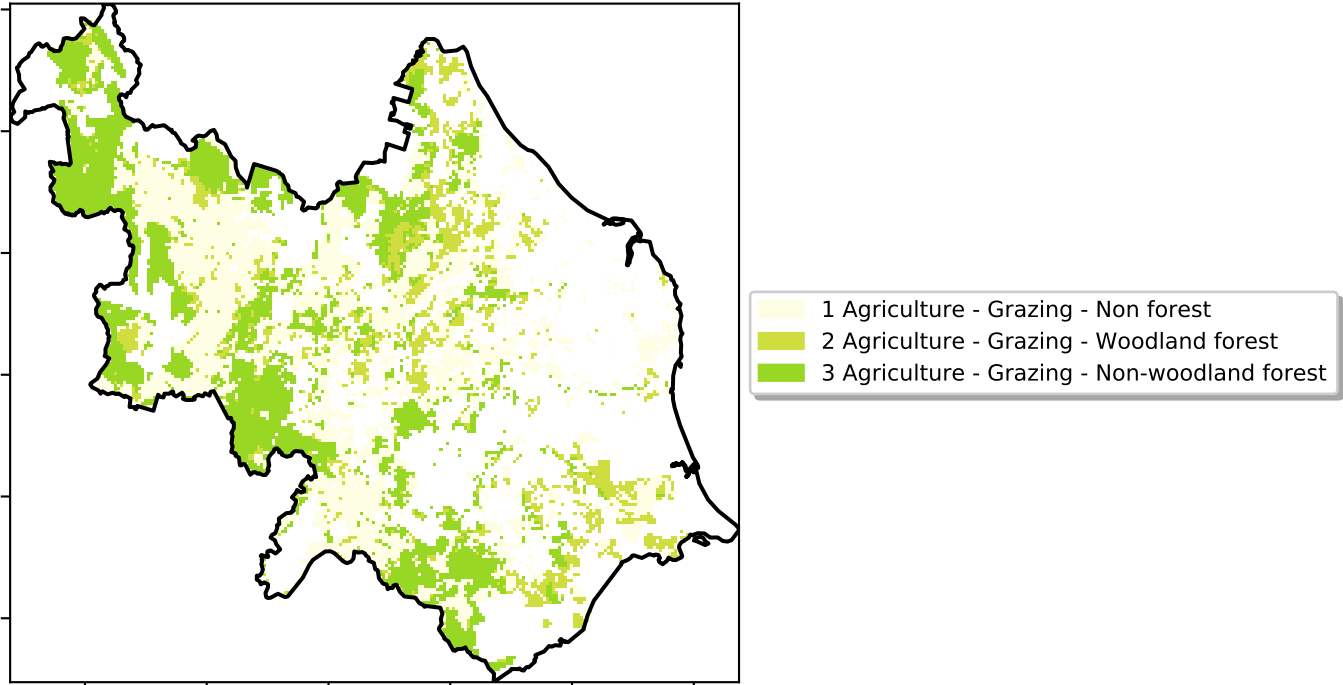 1 Agriculture - Grazing - Non forest
2 Agriculture - Grazing - Woodland forest
3 Agriculture - Grazing - Non-woodland forest